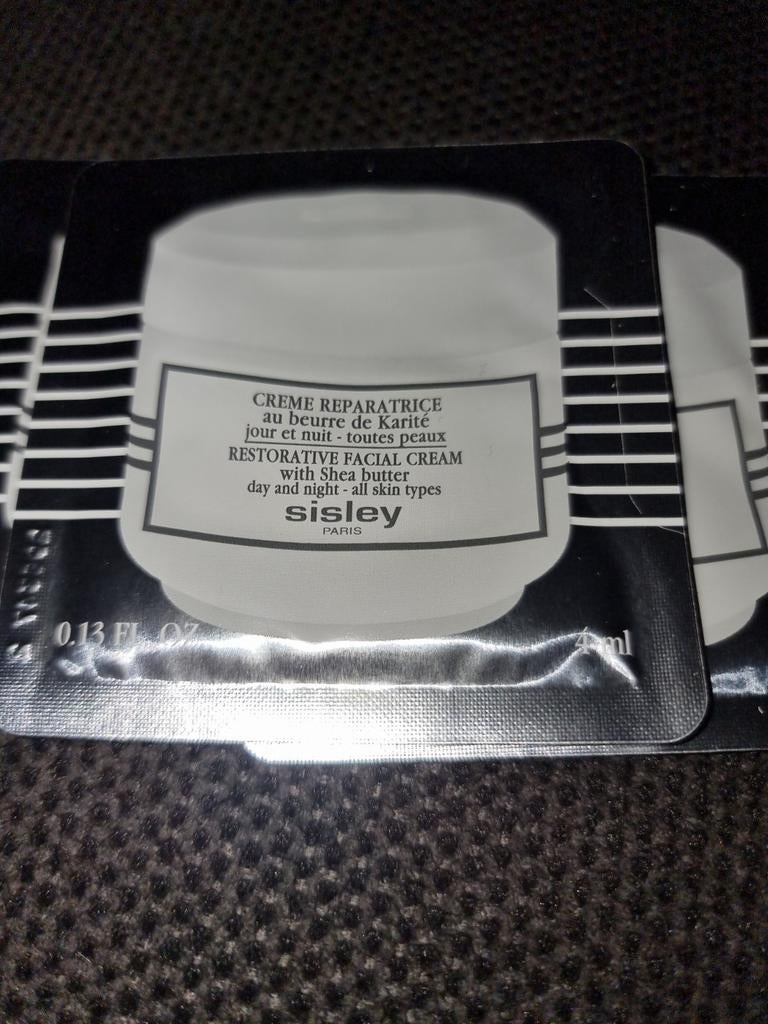 CREME REPARATRICE
au beurre de Karité
jour et nuit - toutes peaux
RESTORATIVE FACIAL CREAM
with Shea butter
day and night - all skin types
sisley
PARIS
0.13 FL. OZ
4 ml